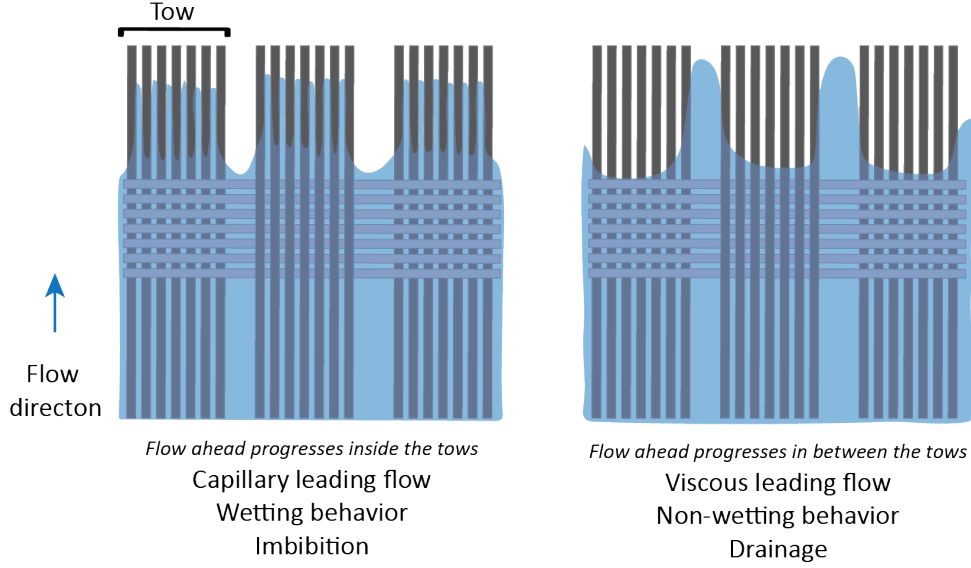 Tow
Flow
directon
Flow ahead progresses inside the tows
Capillary leading flow
Wetting behavior
Imbibition
Flow ahead progresses in between the tows
Viscous leading flow
Non-wetting behavior
Drainage